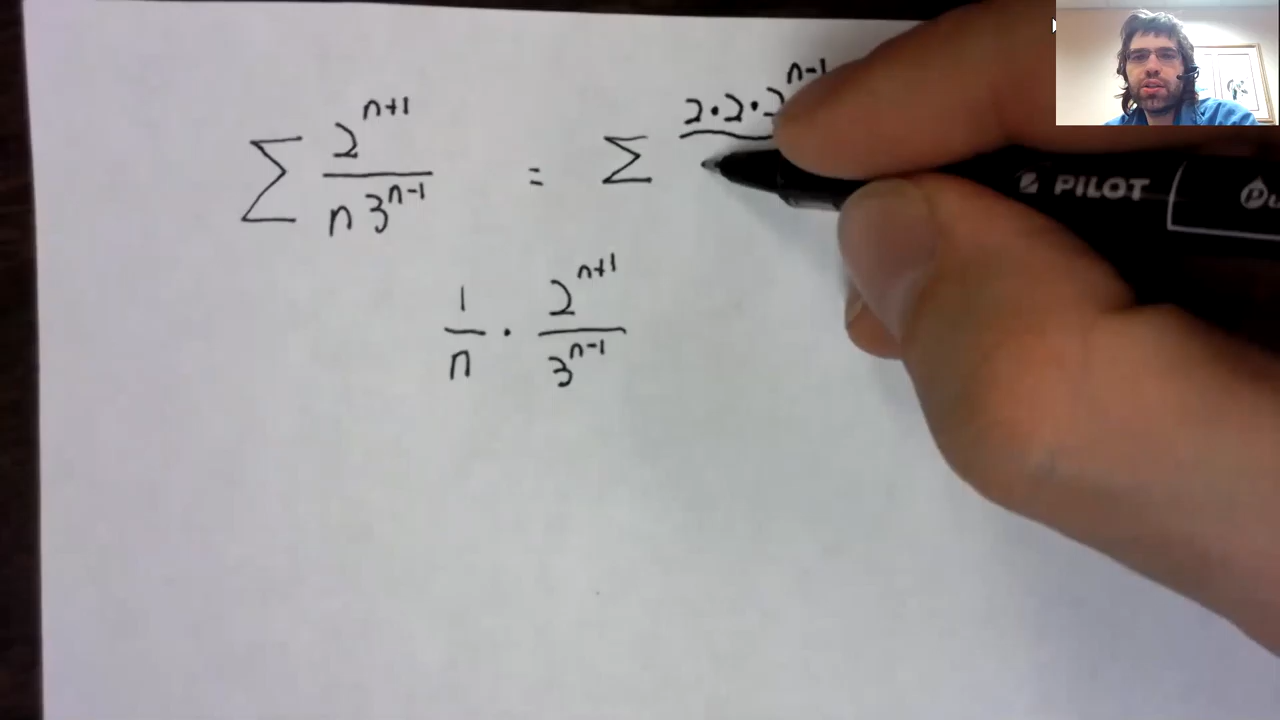 ∑ 2^{n+1} / n 3^{n-1} = ∑ 2·2·2^{n-1}
1/n · 2^{n+1} / 3^{n-1}
PILOT